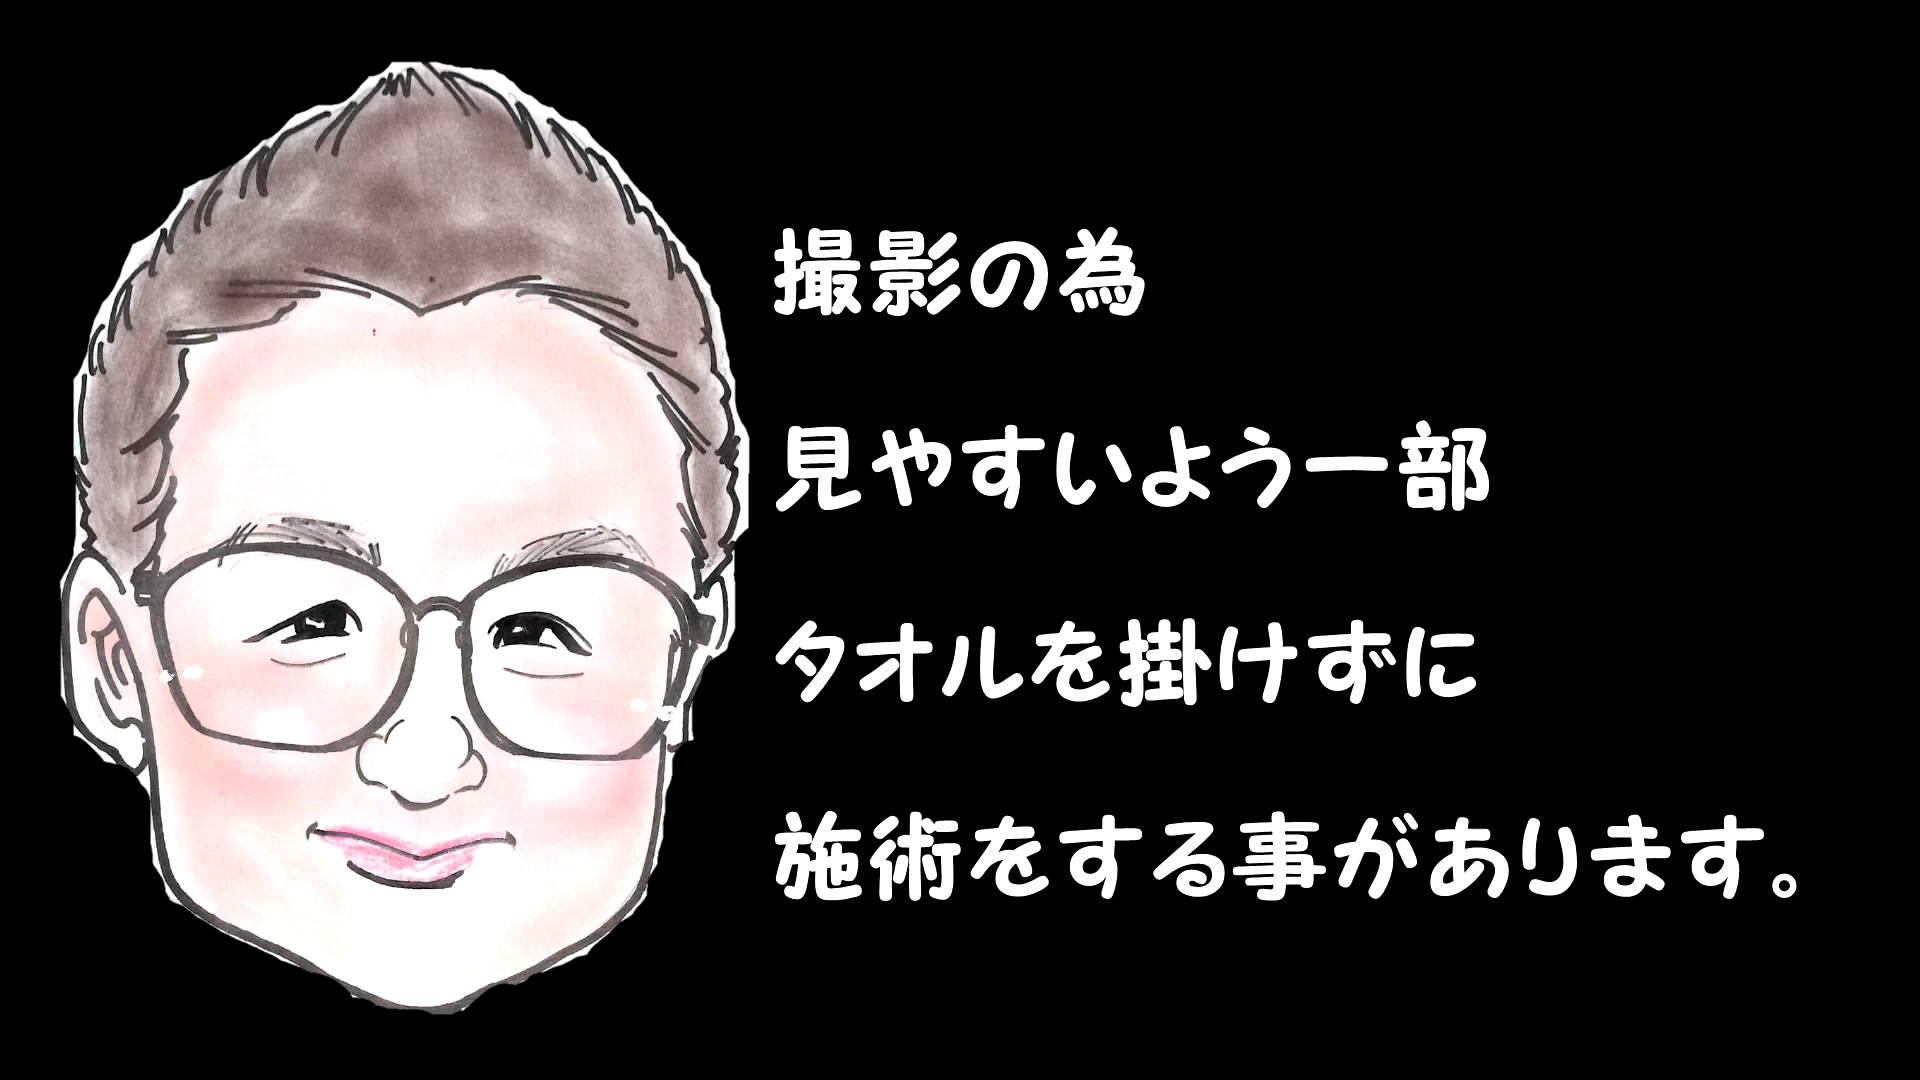 撮影の為
見やすいよう一部
タオルを掛けずに
施術をする事があります。